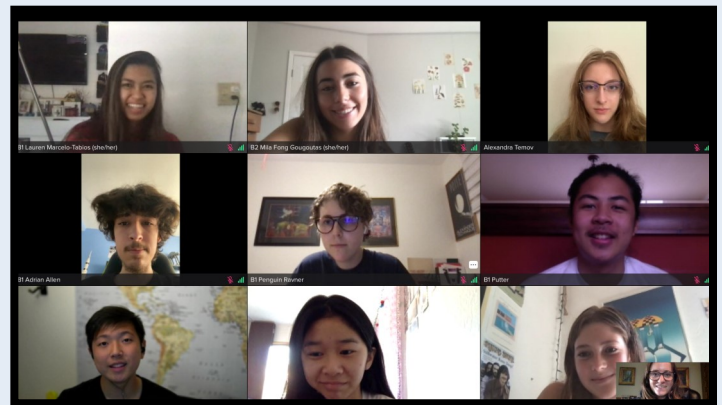 B1 Lauren Marcelo-Tabios (she/her)
B2 Mila Fong Gougoutas (she/her)
Alexandra Temov
B1 Adrian Allen
B1 Penguin Ravner
B1 Putter